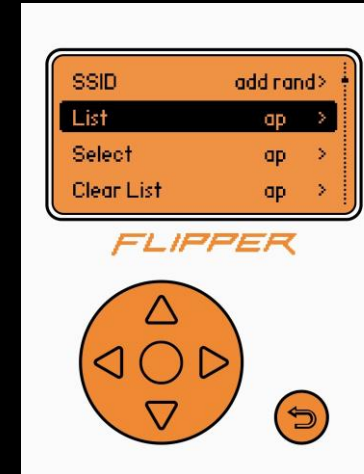 SSID add rand>
List ap >
Select ap >
Clear List ap >
FLIPPER